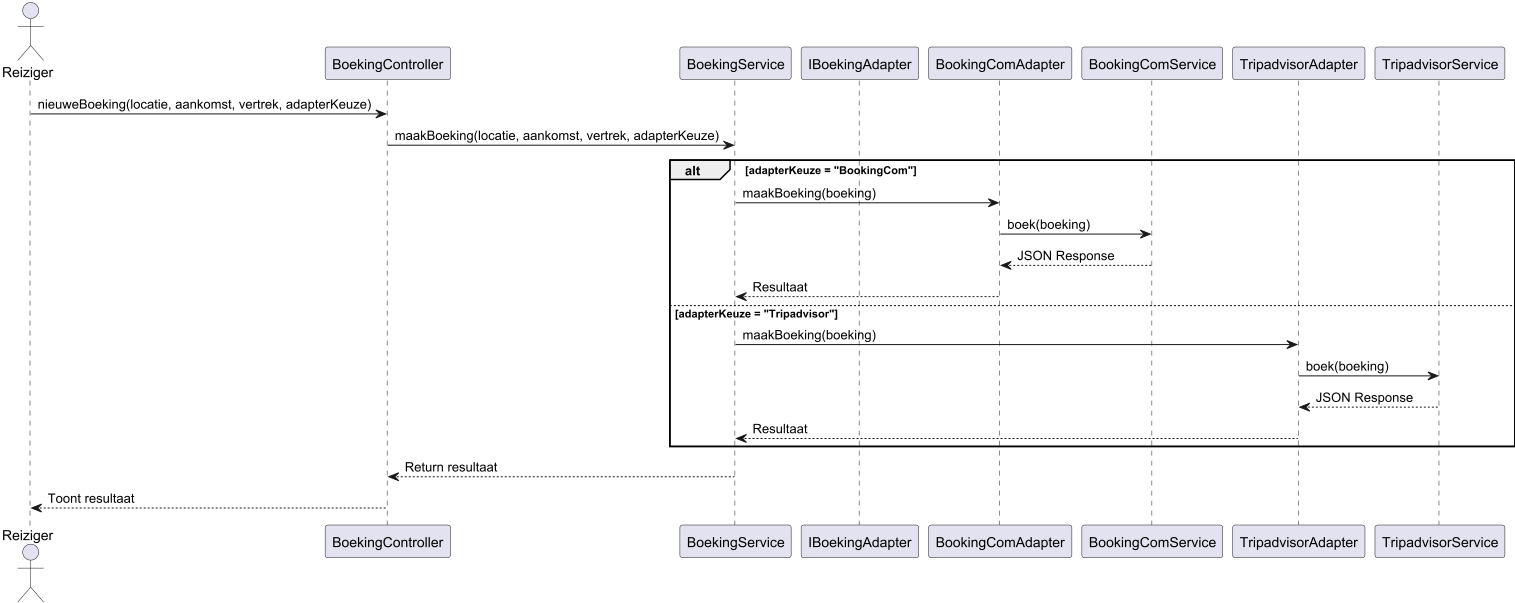 Reiziger
BoekingController
BoekingService
IBoekingAdapter
BookingComAdapter
BookingComService
TripadvisorAdapter
TripadvisorService
nieuweBoeking(locatie, aankomst, vertrek, adapterKeuze)
maakBoeking(locatie, aankomst, vertrek, adapterKeuze)
alt
[adapterKeuze = "BookingCom"]
maakBoeking(boeking)
boek(boeking)
JSON Response
Resultaat
[adapterKeuze = "Tripadvisor"]
maakBoeking(boeking)
boek(boeking)
JSON Response
Resultaat
Return resultaat
Toont resultaat
Reiziger
BoekingController
BoekingService
IBoekingAdapter
BookingComAdapter
BookingComService
TripadvisorAdapter
TripadvisorService